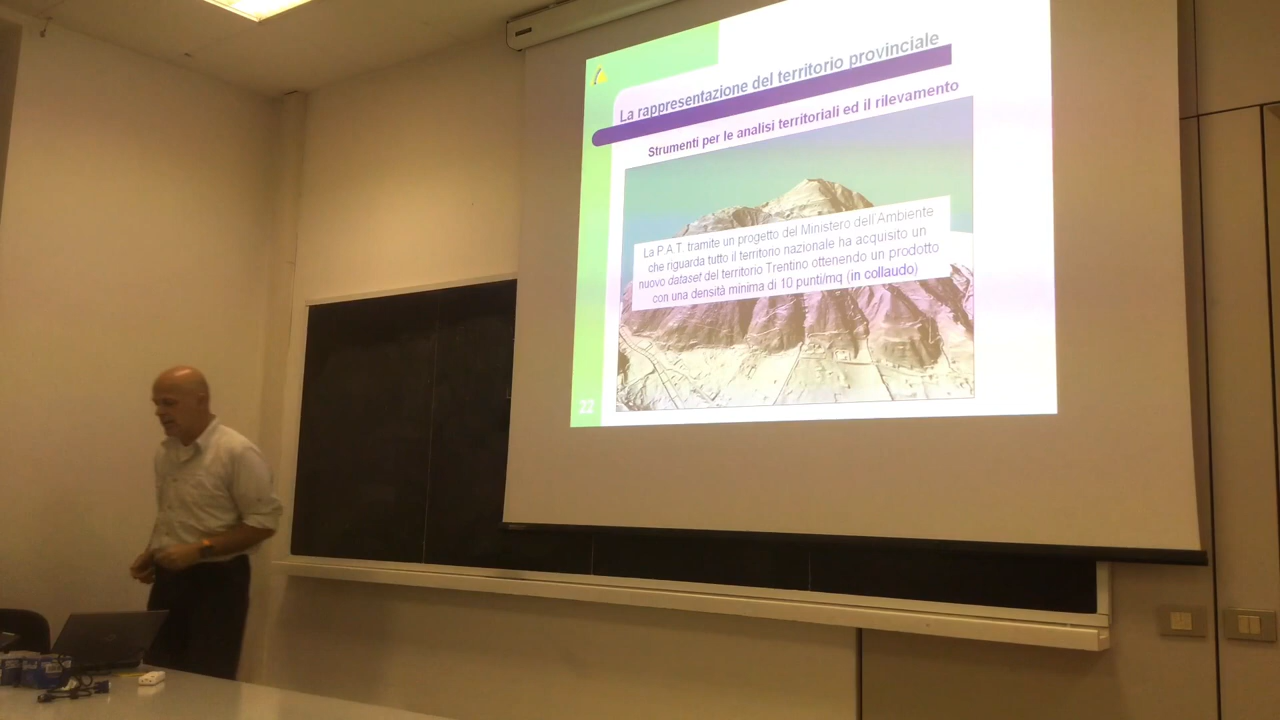 La rappresentazione del territorio provinciale
Strumenti per le analisi territoriali ed il rilevamento
La P.A.T. tramite un progetto del Ministero dell'Ambiente
che riguarda tutto il territorio nazionale ha acquisito un
nuovo dataset del territorio Trentino ottenendo un prodotto
con una densità minima di 10 punti/mq (in collaudo)
22